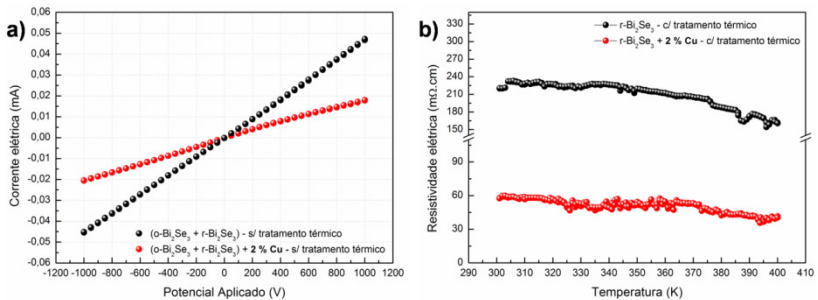 a)
0,06
0,05
0,04
0,03
0,02
0,01
0,00
-0,01
-0,02
-0,03
-0,04
-0,05
-0,06
Corrente elétrica (mA)
(o-Bi₂Se₃ + r-Bi₂Se₃) - s/ tratamento térmico
(o-Bi₂Se₃ + r-Bi₂Se₃) + 2 % Cu - s/ tratamento térmico
-1200 -1000 -800 -600 -400 -200 0 200 400 600 800 1000 1200
Potencial Aplicado (V)
b)
330
300
270
240
210
180
150
90
60
30
0
Resistividade elétrica (mΩ.cm)
r-Bi₂Se₃ - c/ tratamento térmico
r-Bi₂Se₃ + 2 % Cu - c/ tratamento térmico
290 300 310 320 330 340 350 360 370 380 390 400 410
Temperatura (K)